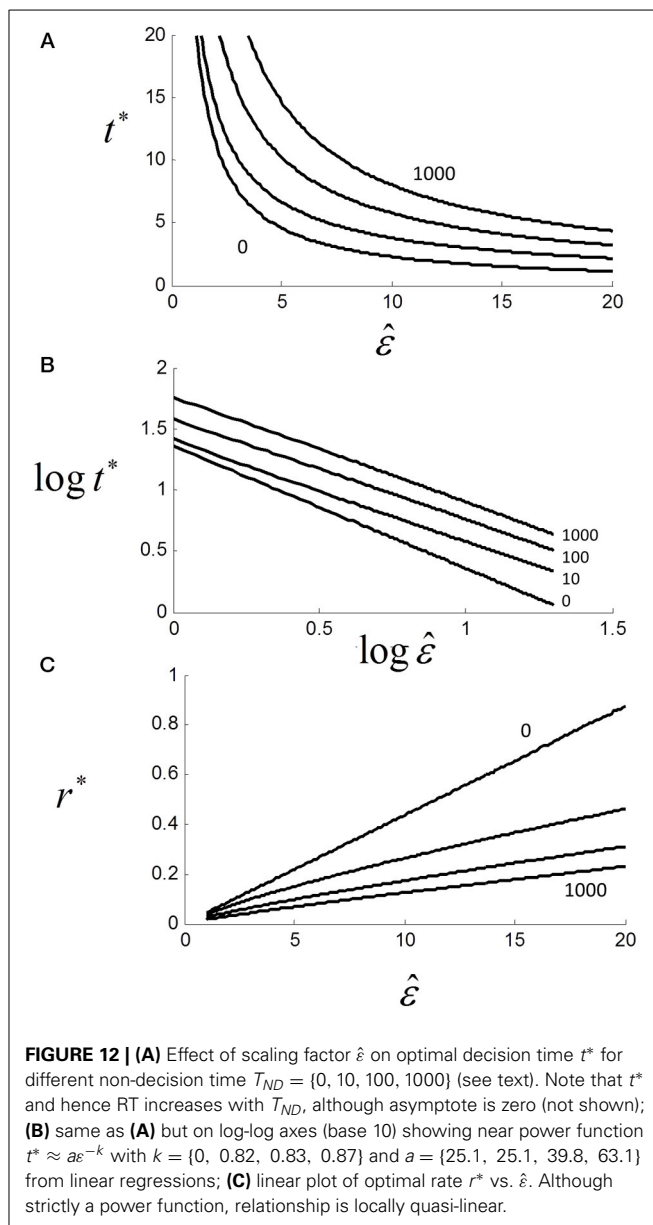 A
20
15
10
5
0
t*
1000
0
0
5
10
15
20
ε̂
B
2
1.5
1
0.5
0
log t*
1000
100
10
0
0
0.5
1
1.5
log ε̂
C
1
0.8
0.6
0.4
0.2
0
r*
0
1000
0
5
10
15
20
ε̂
FIGURE 12 | (A) Effect of scaling factor ε̂ on optimal decision time t* for
different non-decision time T_ND = {0, 10, 100, 1000} (see text). Note that t*
and hence RT increases with T_ND, although asymptote is zero (not shown);
(B) same as (A) but on log-log axes (base 10) showing near power function
t* ≈ aε^−k with k = {0, 0.82, 0.83, 0.87} and a = {25.1, 25.1, 39.8, 63.1}
from linear regressions; (C) linear plot of optimal rate r* vs. ε̂. Although
strictly a power function, relationship is locally quasi-linear.